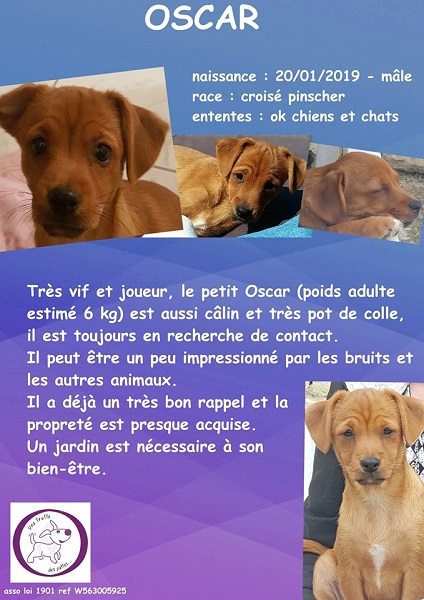 OSCAR
naissance : 20/01/2019 - mâle
race : croisé pinscher
ententes : ok chiens et chats
Très vif et joueur, le petit Oscar (poids adulte
estimé 6 kg) est aussi câlin et très pot de colle,
il est toujours en recherche de contact.
Il peut être un peu impressionné par les bruits et
les autres animaux.
Il a déjà un très bon rappel et la
propreté est presque acquise.
Un jardin est nécessaire à son
bien-être.
une truffe
des pattes
asso loi 1901 ref W563005925